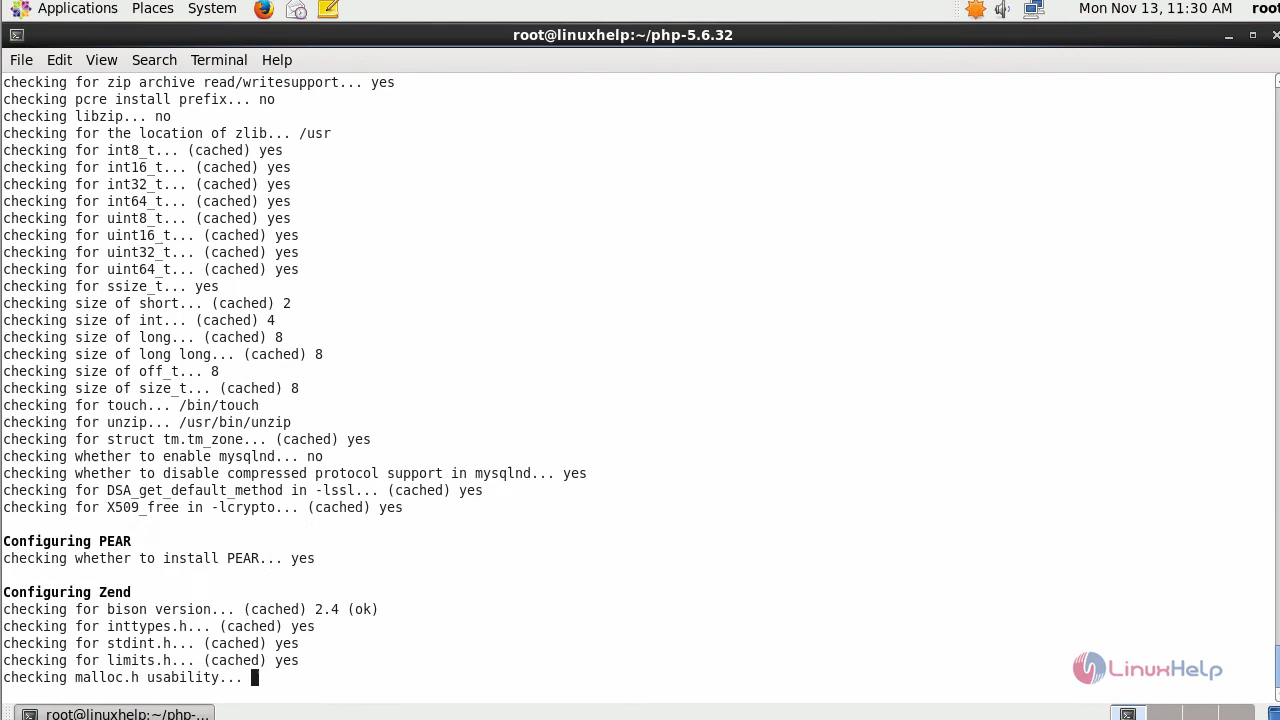 Applications Places System Mon Nov 13, 11:30 AM root
root@linuxhelp:~/php-5.6.32
File Edit View Search Terminal Help
checking for zip archive read/writesupport... yes
checking pcre install prefix... no
checking libzip... no
checking for the location of zlib... /usr
checking for int8_t... (cached) yes
checking for int16_t... (cached) yes
checking for int32_t... (cached) yes
checking for int64_t... (cached) yes
checking for uint8_t... (cached) yes
checking for uint16_t... (cached) yes
checking for uint32_t... (cached) yes
checking for uint64_t... (cached) yes
checking for ssize_t... yes
checking size of short... (cached) 2
checking size of int... (cached) 4
checking size of long... (cached) 8
checking size of long long... (cached) 8
checking size of off_t... 8
checking size of size_t... (cached) 8
checking for touch... /bin/touch
checking for unzip... /usr/bin/unzip
checking for struct tm.tm_zone... (cached) yes
checking whether to enable mysqlnd... no
checking whether to disable compressed protocol support in mysqlnd... yes
checking for DSA_get_default_method in -lssl... (cached) yes
checking for X509_free in -lcrypto... (cached) yes
Configuring PEAR
checking whether to install PEAR... yes
Configuring Zend
checking for bison version... (cached) 2.4 (ok)
checking for inttypes.h... (cached) yes
checking for stdint.h... (cached) yes
checking for limits.h... (cached) yes
checking malloc.h usability...
LinuxHelp
root@linuxhelp:~/php-...